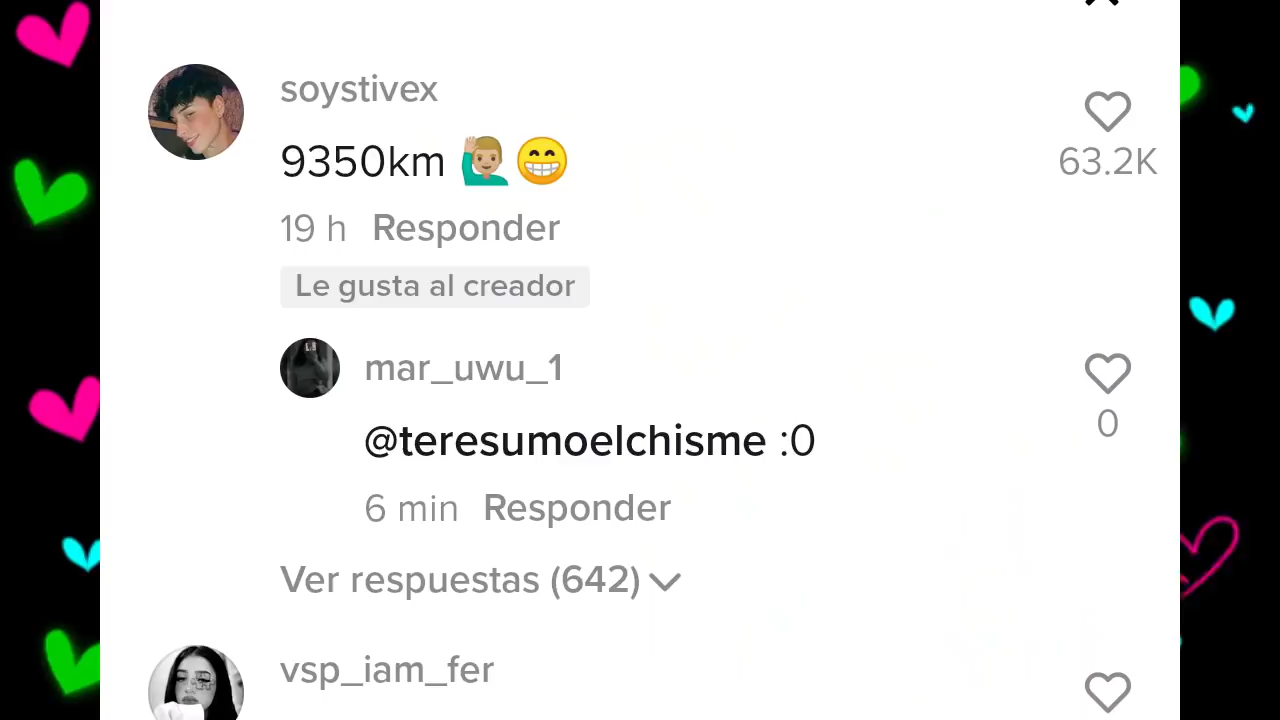 soystivex
9350km 🙋🏼‍♂️😁
63.2K
19 h Responder
Le gusta al creador
mar_uwu_1
@teresumoelchisme :0
0
6 min Responder
Ver respuestas (642)
vsp_iam_fer